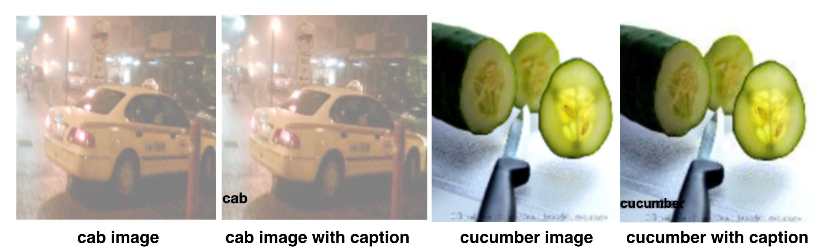 cab
cucumber
cab image
cab image with caption
cucumber image
cucumber with caption